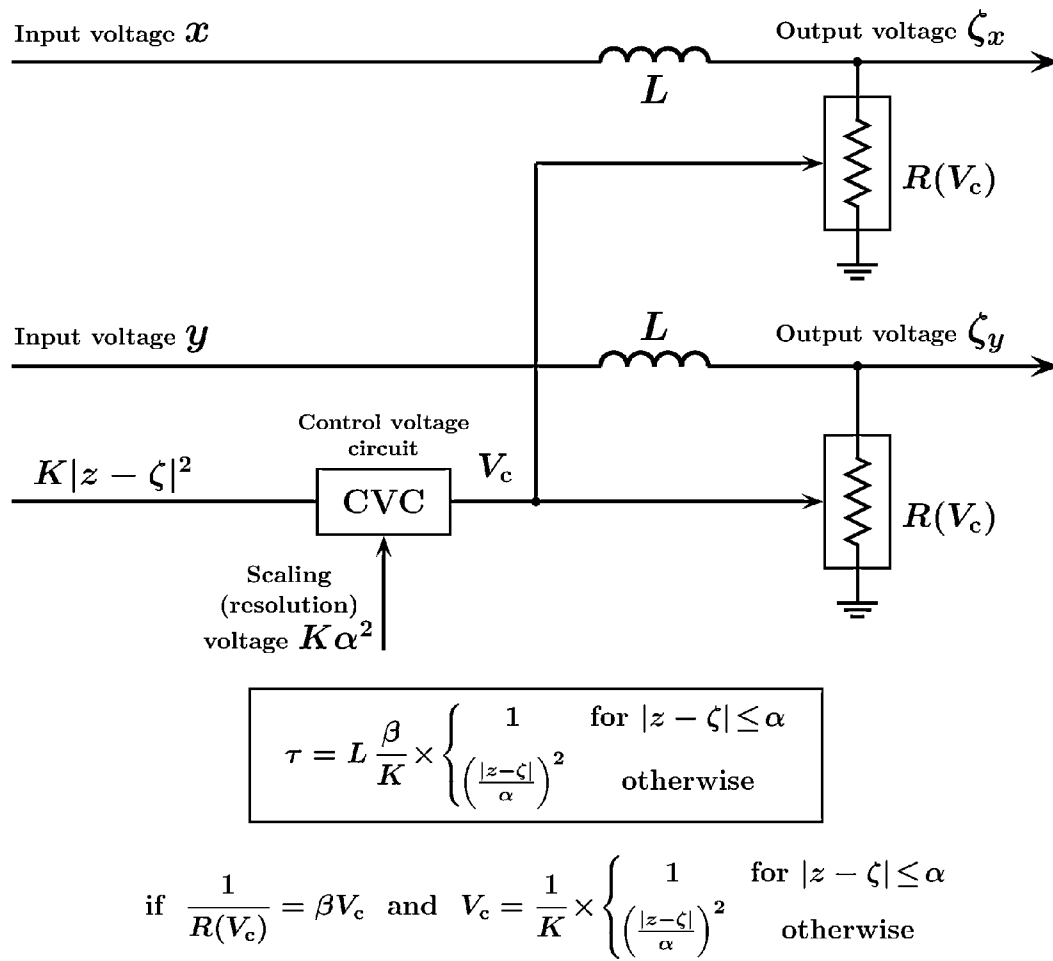 Input voltage x
Output voltage ζₓ
L
R(V_c)
Input voltage y
L
Output voltage ζ_y
Control voltage
circuit
K|z − ζ|²
CVC
V_c
R(V_c)
Scaling
(resolution)
voltage Kα²
τ = L β/K × { 1 for |z − ζ| ≤ α
(|z−ζ|/α)² otherwise
if 1/R(V_c) = βV_c and V_c = 1/K × { 1 for |z − ζ| ≤ α
(|z−ζ|/α)² otherwise